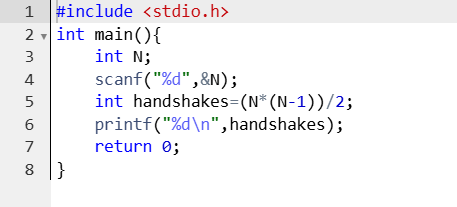 1 #include <stdio.h>
2 int main(){
3     int N;
4     scanf("%d",&N);
5     int handshakes=(N*(N-1))/2;
6     printf("%d\n",handshakes);
7     return 0;
8 }